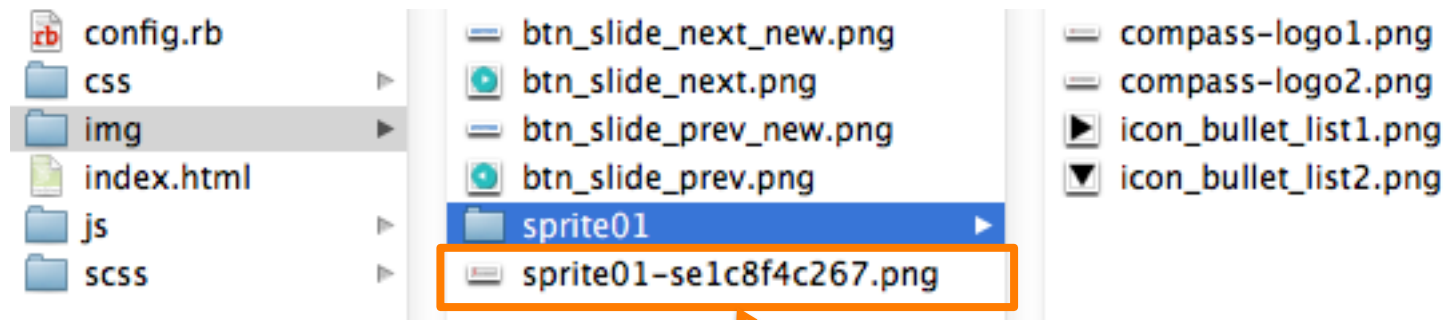 config.rb
css
img
index.html
js
scss
btn_slide_next_new.png
btn_slide_next.png
btn_slide_prev_new.png
btn_slide_prev.png
sprite01
sprite01-se1c8f4c267.png
compass-logo1.png
compass-logo2.png
icon_bullet_list1.png
icon_bullet_list2.png